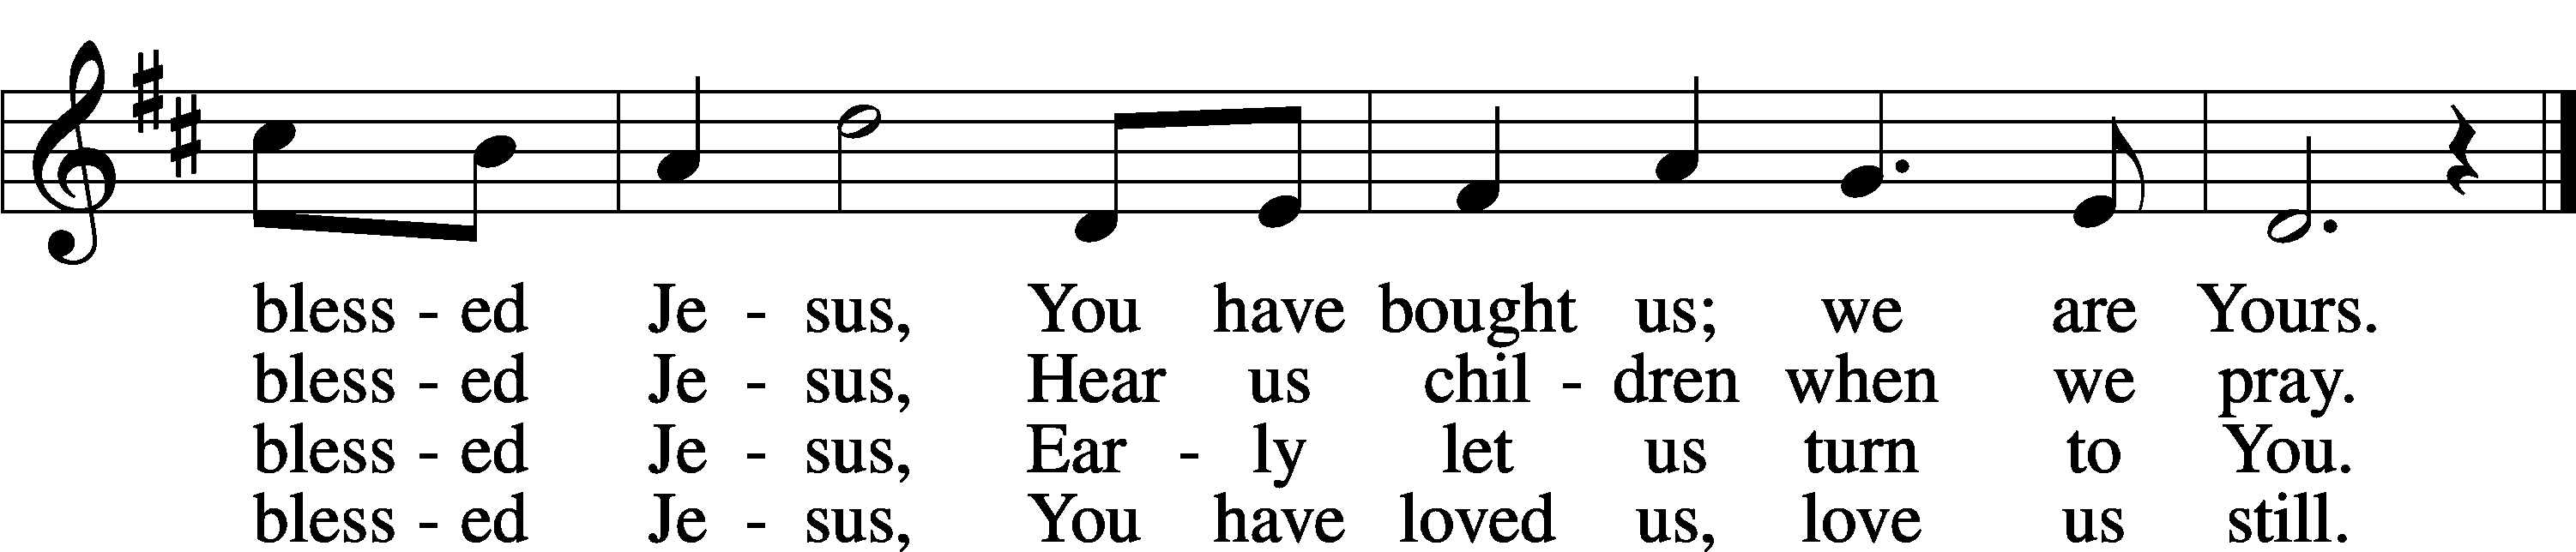 bless - ed Je - sus, You have bought us; we are Yours.
bless - ed Je - sus, Hear us chil - dren when we pray.
bless - ed Je - sus, Ear - ly let us turn to You.
bless - ed Je - sus, You have loved us, love us still.